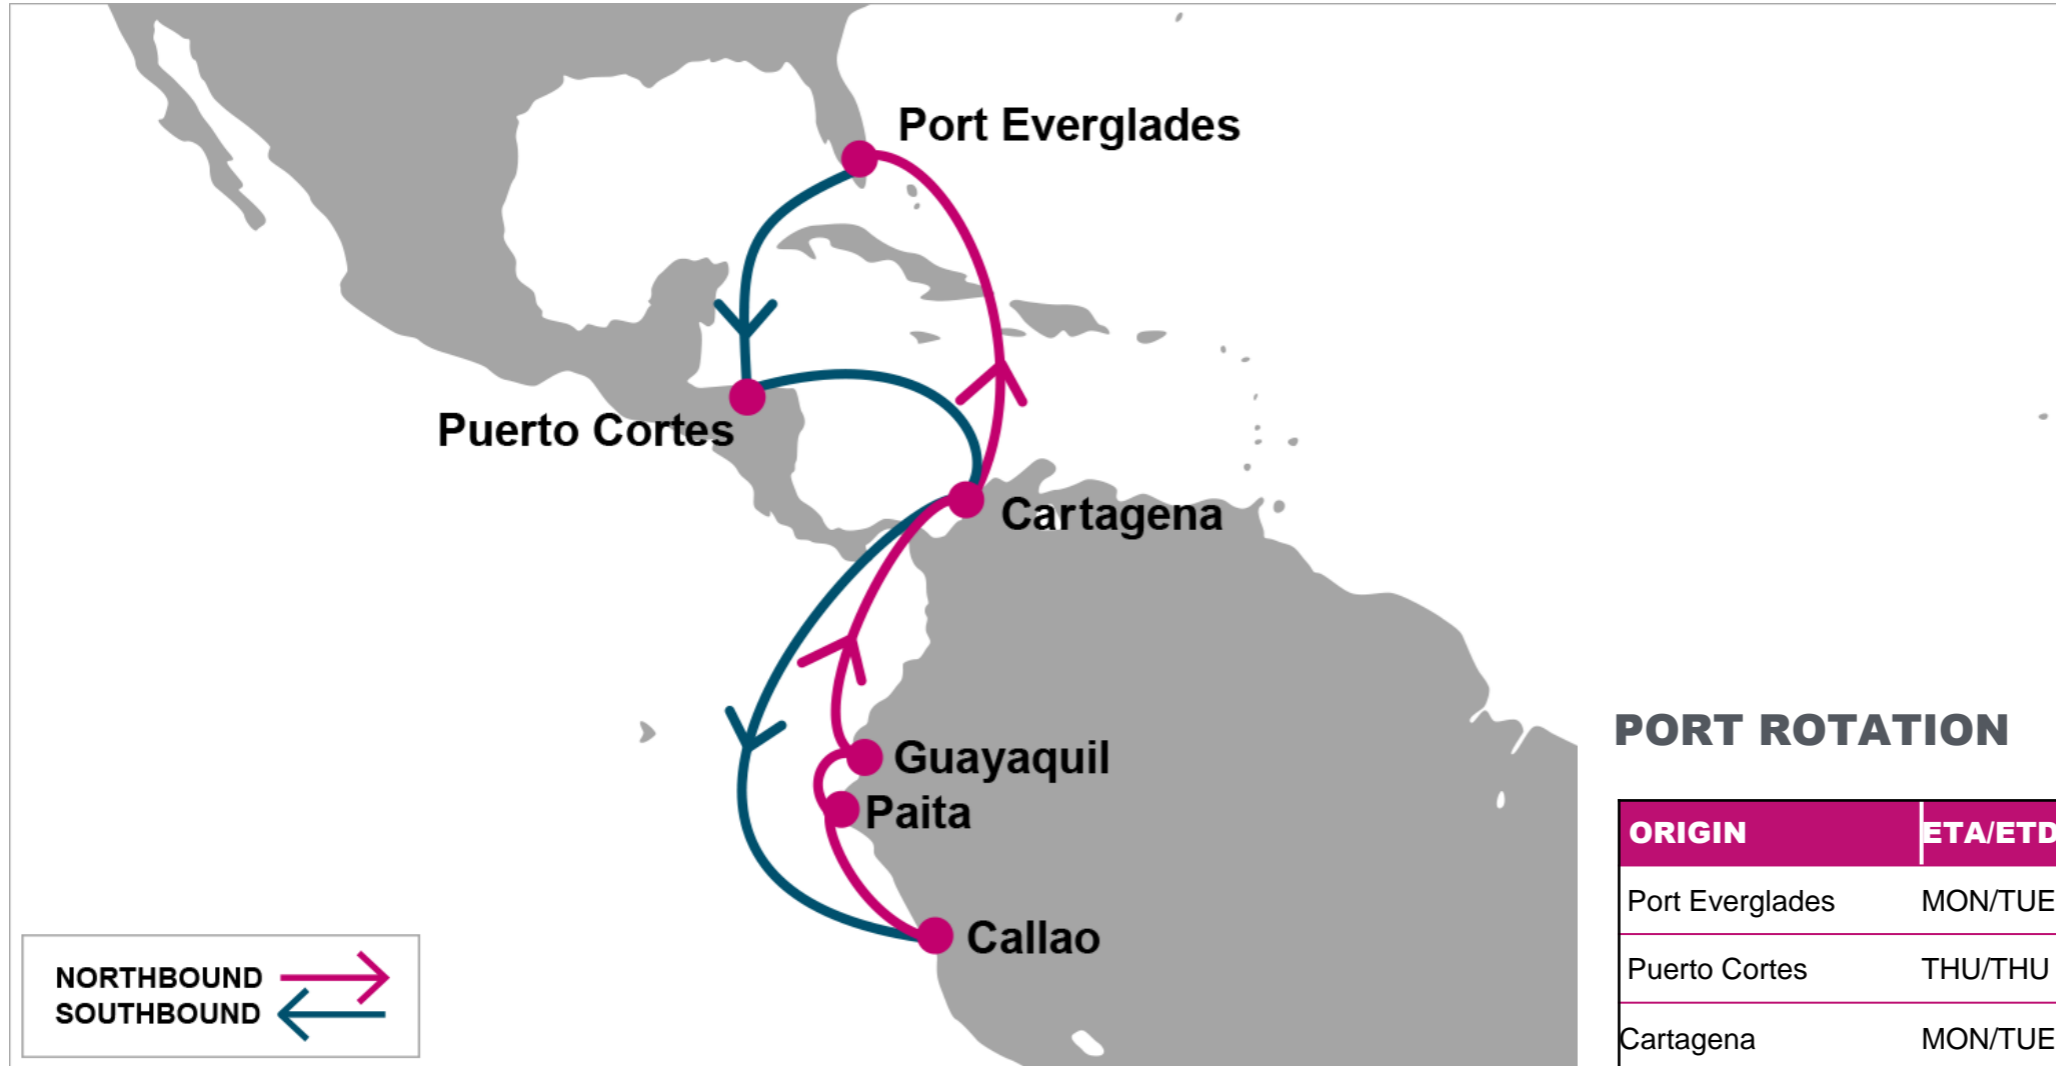 Port Everglades
Puerto Cortes
Cartagena
Guayaquil
Paita
Callao
NORTHBOUND
SOUTHBOUND
PORT ROTATION
ORIGIN ETA/ETD
Port Everglades MON/TUE
Puerto Cortes THU/THU
Cartagena MON/TUE